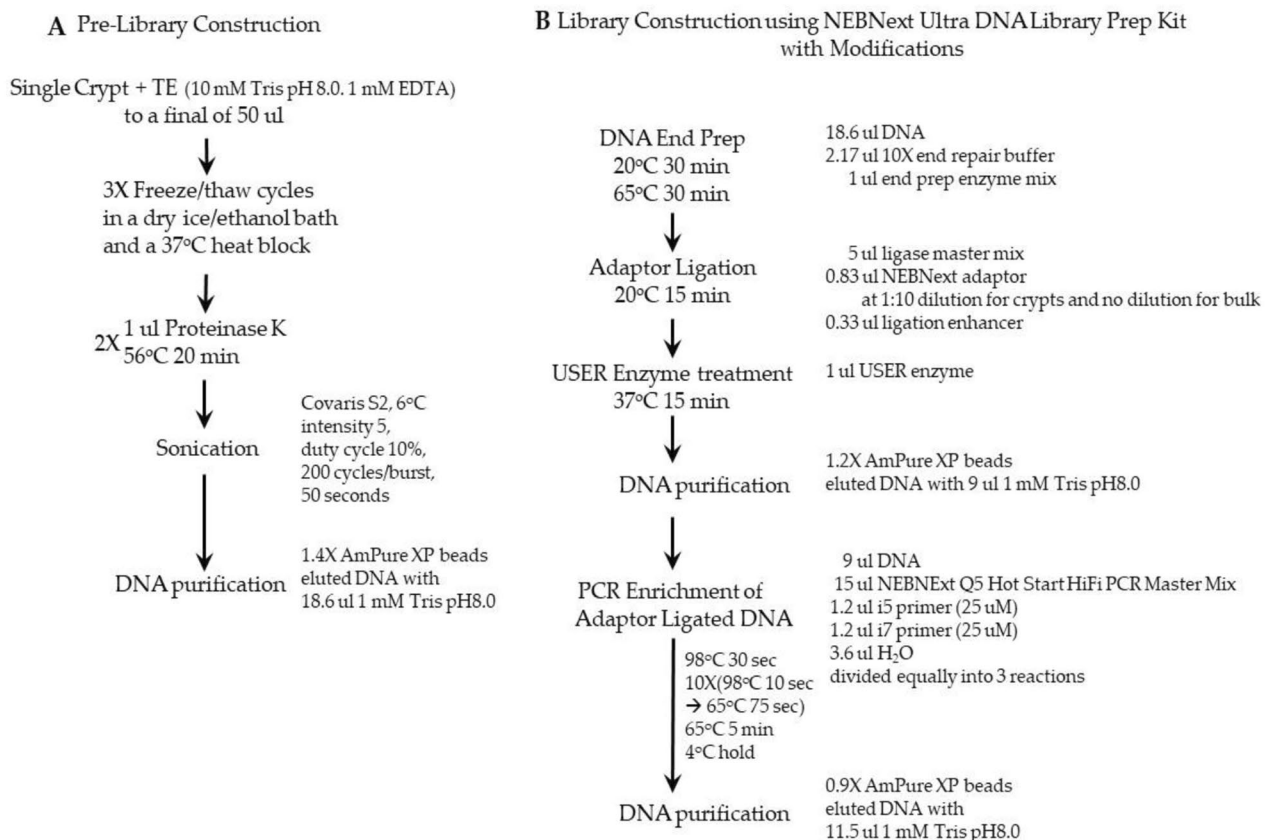 A Pre-Library Construction
Single Crypt + TE (10 mM Tris pH 8.0. 1 mM EDTA)
to a final of 50 ul
3X Freeze/thaw cycles
in a dry ice/ethanol bath
and a 37°C heat block
2X 1 ul Proteinase K
56°C 20 min
Sonication
Covaris S2, 6°C
intensity 5,
duty cycle 10%,
200 cycles/burst,
50 seconds
DNA purification
1.4X AmPure XP beads
eluted DNA with
18.6 ul 1 mM Tris pH8.0
B Library Construction using NEBNext Ultra DNA Library Prep Kit
with Modifications
DNA End Prep
20°C 30 min
65°C 30 min
18.6 ul DNA
2.17 ul 10X end repair buffer
1 ul end prep enzyme mix
Adaptor Ligation
20°C 15 min
5 ul ligase master mix
0.83 ul NEBNext adaptor
at 1:10 dilution for crypts and no dilution for bulk
0.33 ul ligation enhancer
USER Enzyme treatment
37°C 15 min
1 ul USER enzyme
DNA purification
1.2X AmPure XP beads
eluted DNA with 9 ul 1 mM Tris pH8.0
PCR Enrichment of
Adaptor Ligated DNA
9 ul DNA
15 ul NEBNExt Q5 Hot Start HiFi PCR Master Mix
1.2 ul i5 primer (25 uM)
1.2 ul i7 primer (25 uM)
3.6 ul H₂O
divided equally into 3 reactions
98°C 30 sec
10X(98°C 10 sec
→ 65°C 75 sec)
65°C 5 min
4°C hold
DNA purification
0.9X AmPure XP beads
eluted DNA with
11.5 ul 1 mM Tris pH8.0